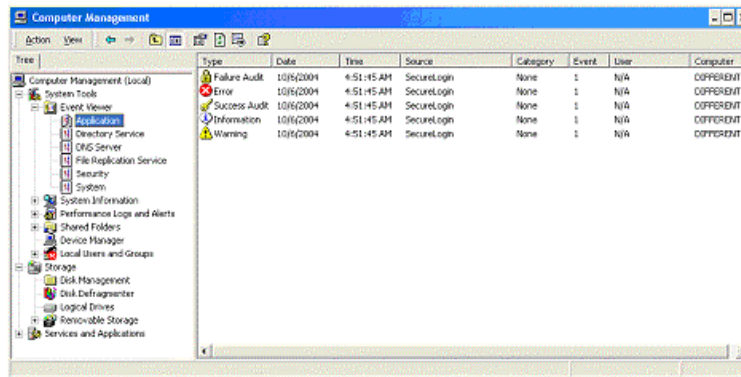 Computer Management
Action View
Tree
Type Date Time Source Category Event User Computer
Computer Management (Local)
System Tools
Event Viewer
Application
Directory Service
DNS Server
File Replication Service
Security
System
System Information
Performance Logs and Alerts
Shared Folders
Device Manager
Local Users and Groups
Storage
Disk Management
Disk Defragmenter
Logical Drives
Removable Storage
Services and Applications
Failure Audit 10/6/2004 4:51:45 AM SecureLogin None 1 N/A DIFFERENT
Error 10/6/2004 4:51:45 AM SecureLogin None 1 N/A DIFFERENT
Success Audit 10/6/2004 4:51:45 AM SecureLogin None 1 N/A DIFFERENT
Information 10/6/2004 4:51:45 AM SecureLogin None 1 N/A DIFFERENT
Warning 10/6/2004 4:51:45 AM SecureLogin None 1 N/A DIFFERENT